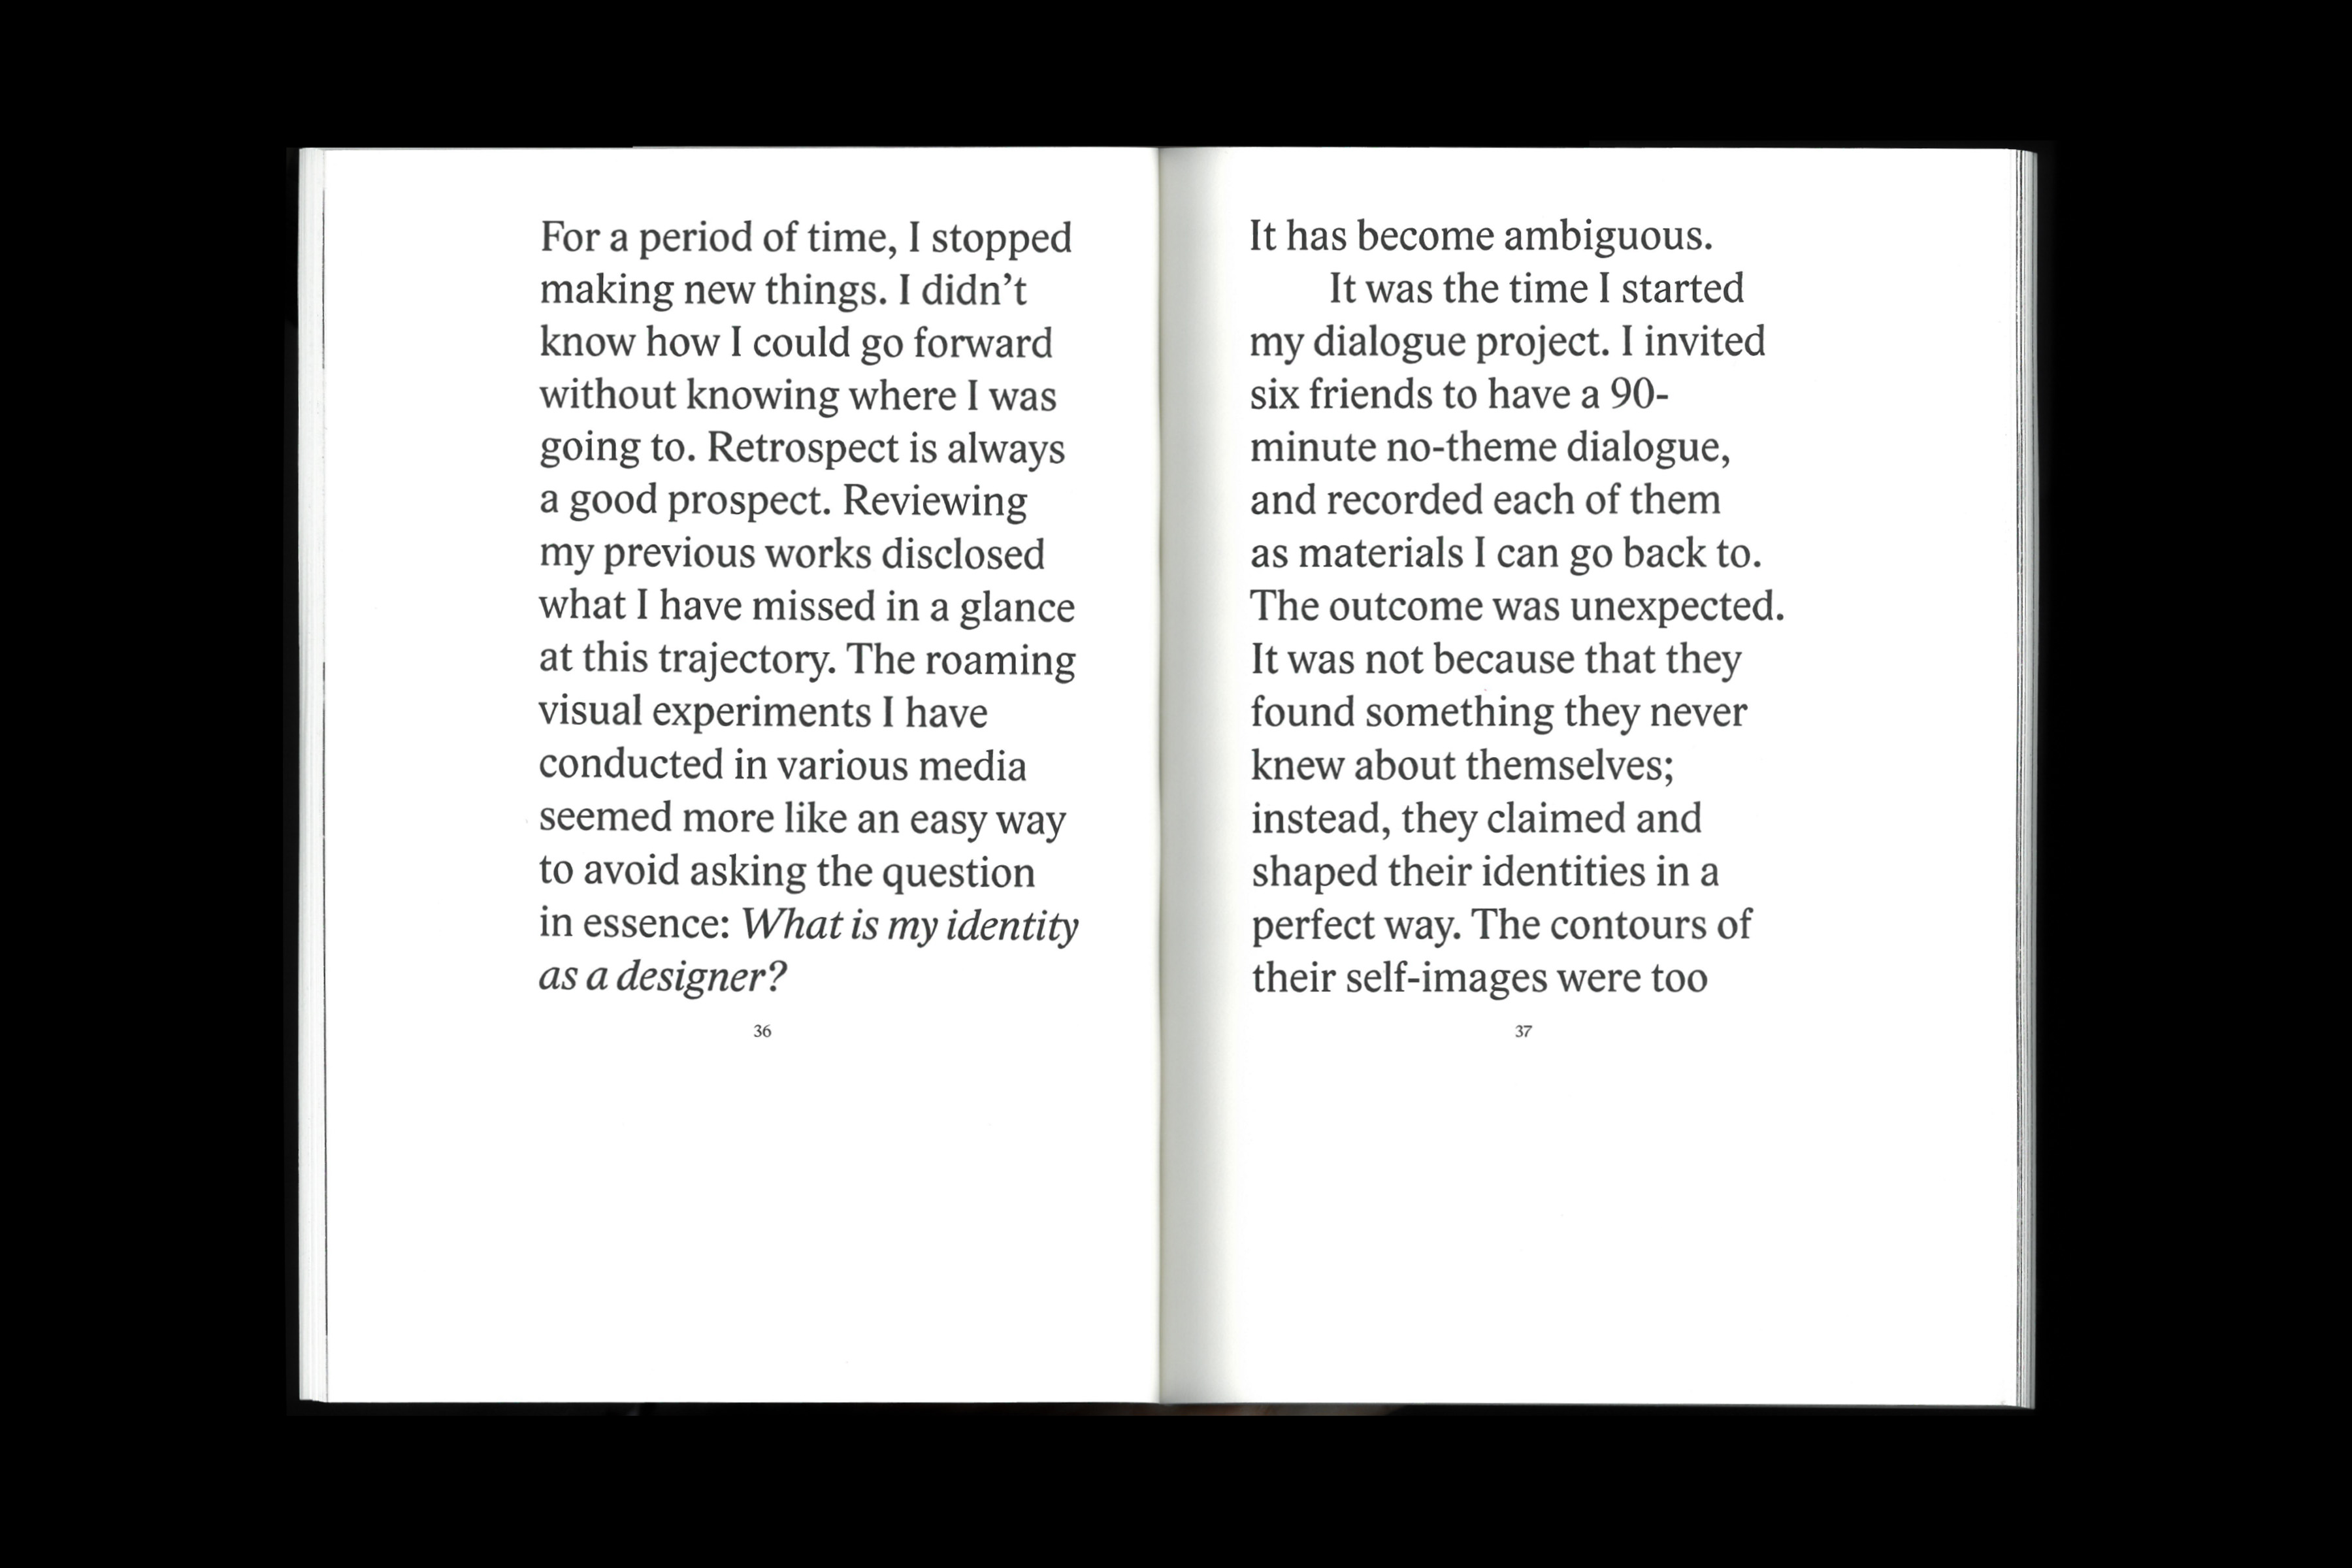 For a period of time, I stopped
making new things. I didn’t
know how I could go forward
without knowing where I was
going to. Retrospect is always
a good prospect. Reviewing
my previous works disclosed
what I have missed in a glance
at this trajectory. The roaming
visual experiments I have
conducted in various media
seemed more like an easy way
to avoid asking the question
in essence: What is my identity
as a designer?
36
It has become ambiguous.
It was the time I started
my dialogue project. I invited
six friends to have a 90-
minute no-theme dialogue,
and recorded each of them
as materials I can go back to.
The outcome was unexpected.
It was not because that they
found something they never
knew about themselves;
instead, they claimed and
shaped their identities in a
perfect way. The contours of
their self-images were too
37